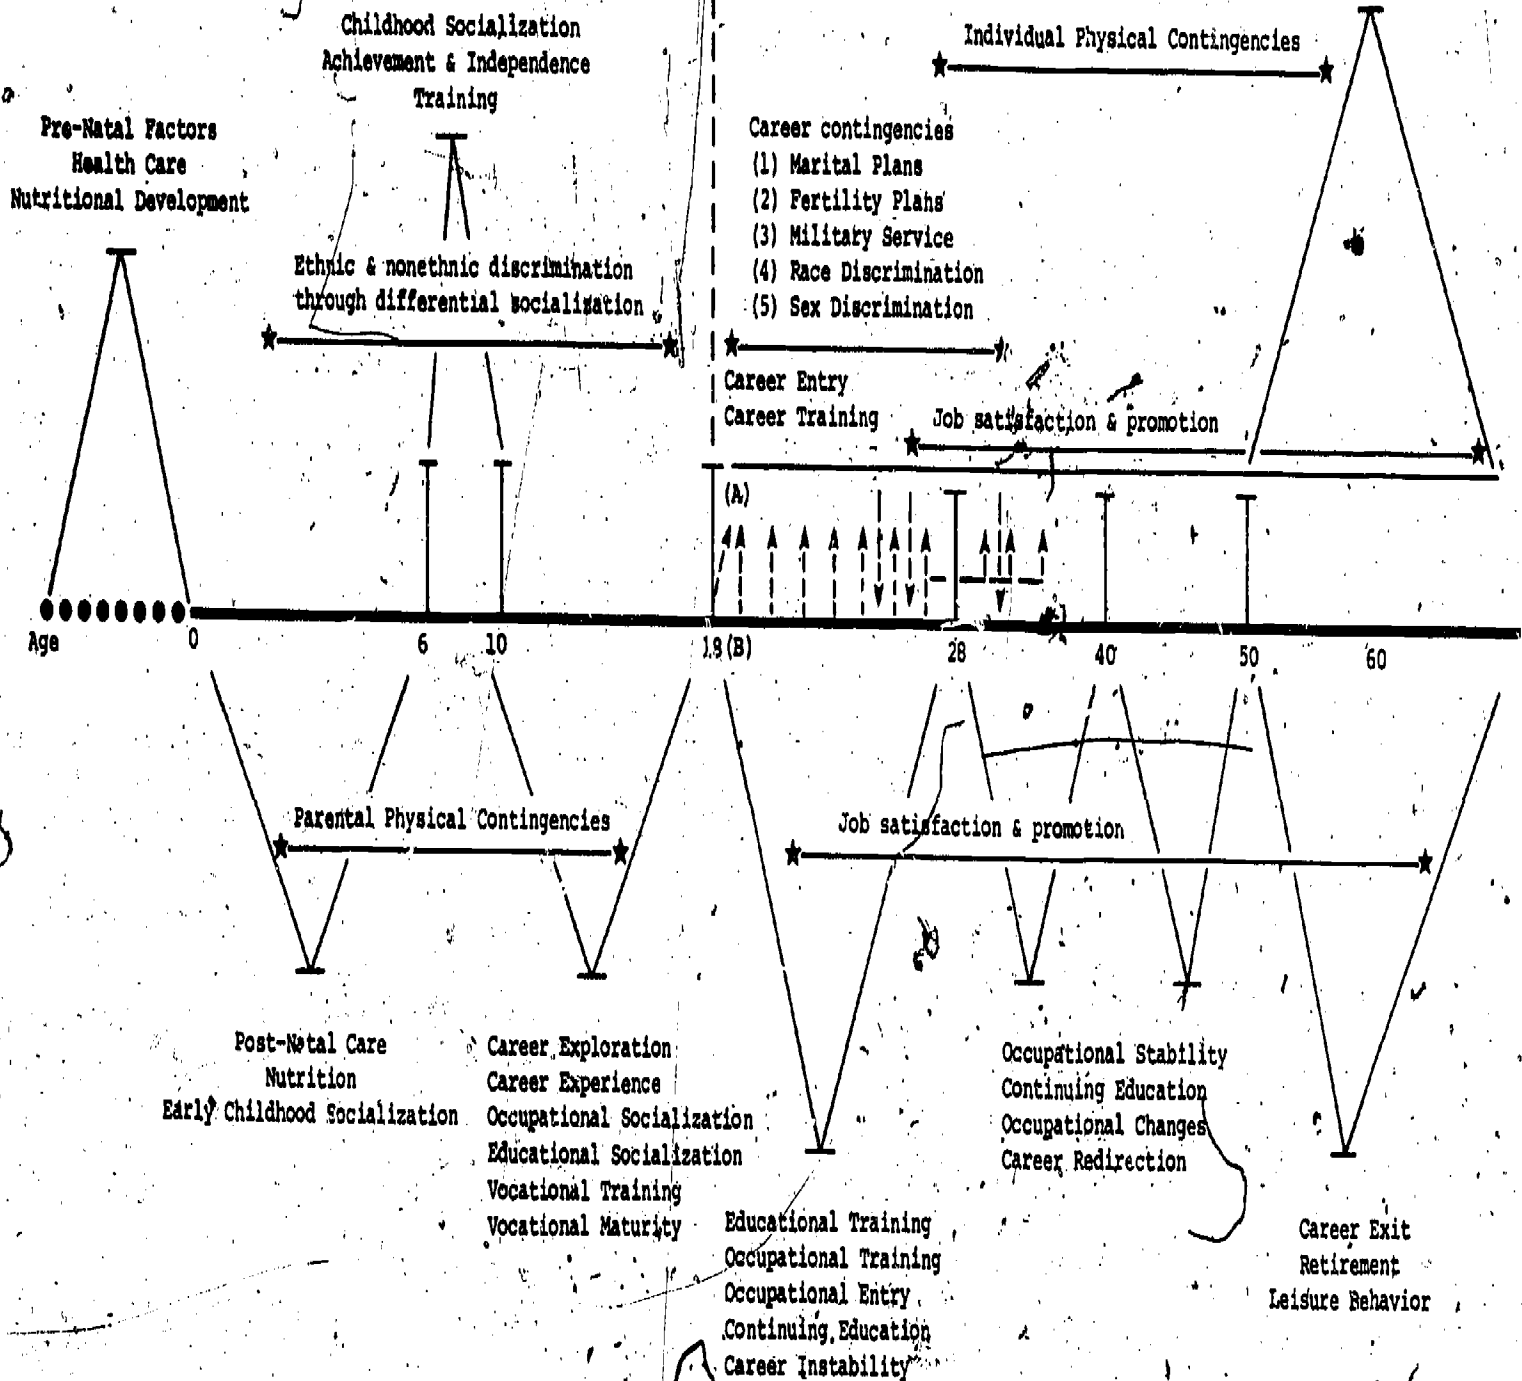 Childhood Socialization
Achievement & Independence
Training
Individual Physical Contingencies
Pre-Natal Factors
Health Care
Nutritional Development
Career contingencies
(1) Marital Plans
(2) Fertility Plahs
(3) Military Service
(4) Race Discrimination
(5) Sex Discrimination
Ethnic & nonethnic discrimination
through differential socialization
Career Entry
Career Training
Job satisfaction & promotion
(A)
Age 0 6 10 19 (B) 28 40 50 60
Parental Physical Contingencies
Job satisfaction & promotion
Post-Natal Care
Nutrition
Early Childhood Socialization
Career Exploration
Career Experience
Occupational Socialization
Educational Socialization
Vocational Training
Vocational Maturity
Occupational Stability
Continuing Education
Occupational Changes
Career Redirection
Educational Training
Occupational Training
Occupational Entry
Continuing Education
Career Instability
Career Exit
Retirement
Leisure Behavior